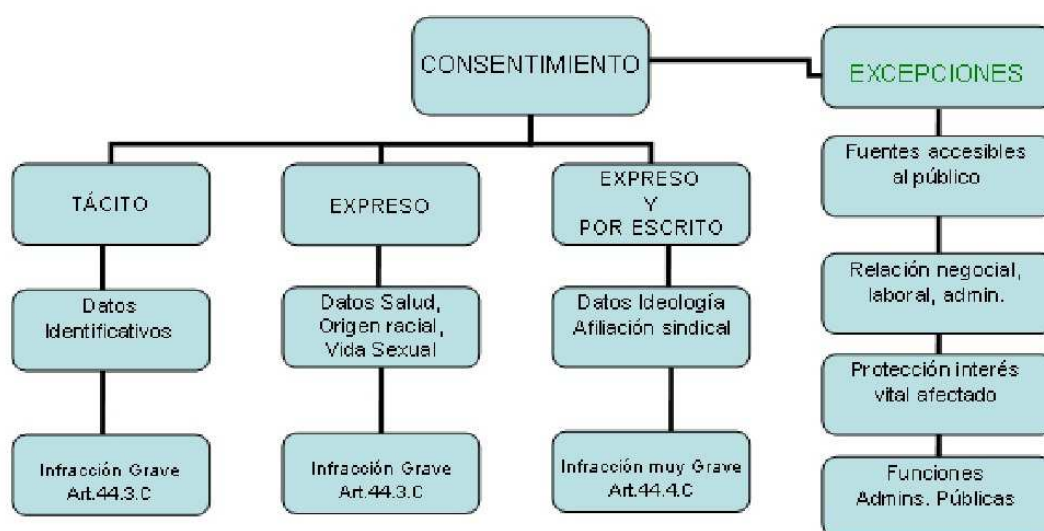 CONSENTIMIENTO
EXCEPCIONES
TÁCITO
EXPRESO
EXPRESO
Y
POR ESCRITO
Fuentes accesibles
al público
Datos
Identificativos
Datos Salud,
Origen racial,
Vida Sexual
Datos Ideología
Afiliación sindical
Relación negocial,
laboral, admin.
Protección interés
vital afectado
Infracción Grave
Art.44.3.C
Infracción Grave
Art.44.3.C
Infracción muy Grave
Art.44.4.C
Funciones
Admins. Públicas